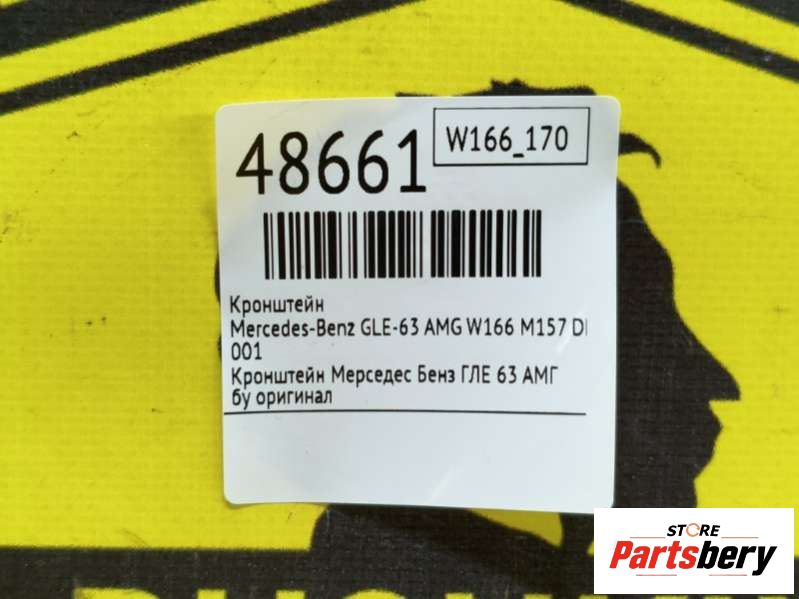 48661
W166_170
Кронштейн
Mercedes-Benz GLE-63 AMG W166 M157 DI
001
Кронштейн Мерседес Бенз ГЛЕ 63 АМГ
бу оригинал
STORE
Partsbery